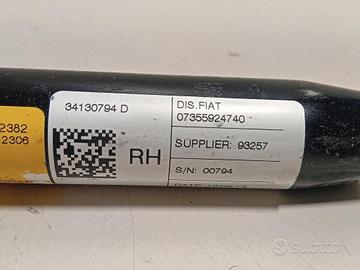 34130794 D
DIS.FIAT
07355924740
2382
2306
RH
SUPPLIER: 93257
S/N: 00794
subito